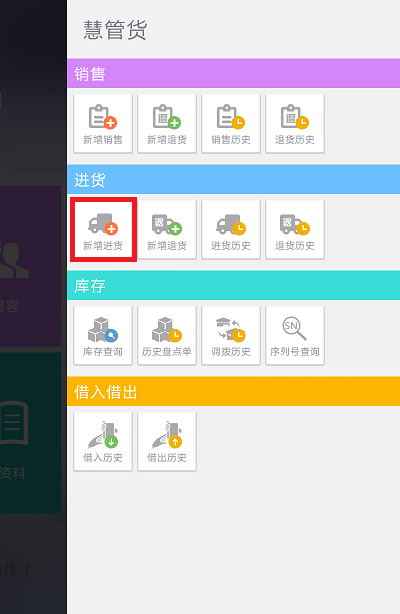 慧管货
销售
新增销售 新增退货 销售历史 退货历史
进货
新增进货 新增退货 进货历史 退货历史
库存
库存查询 历史盘点单 调拨历史 序列号查询
SN
借入借出
借入历史 借出历史
资料